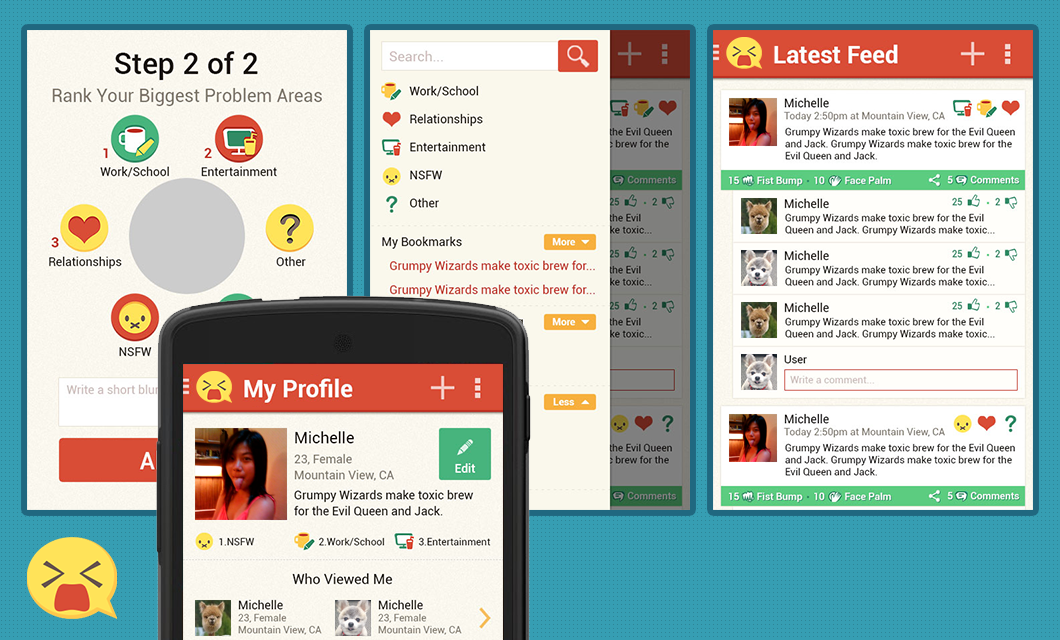 Step 2 of 2
Rank Your Biggest Problem Areas
1
Work/School
2
Entertainment
3
Relationships
Other
NSFW
Write a short blur
A
Search...
Work/School
Relationships
Entertainment
NSFW
Other
My Bookmarks
More
Grumpy Wizards make toxic brew for...
Grumpy Wizards make toxic brew for...
More
Less
the Evil Queen
brew for the
Comments
25 · 2
the Evil
ke toxic...
25 · 2
the Evil
ke toxic...
25 · 2
the Evil
ke toxic...
the Evil Queen
brew for the
Comments
Latest Feed
Michelle
Today 2:50pm at Mountain View, CA
Grumpy Wizards make toxic brew for the Evil Queen
and Jack. Grumpy Wizards make toxic brew for the
Evil Queen and Jack.
15 Fist Bump · 10 Face Palm 5 Comments
Michelle 25 · 2
Grumpy Wizards make toxic brew for the Evil
Queen and Jack. Grumpy Wizards make toxic...
Michelle 25 · 2
Grumpy Wizards make toxic brew for the Evil
Queen and Jack. Grumpy Wizards make toxic...
Michelle 25 · 2
Grumpy Wizards make toxic brew for the Evil
Queen and Jack. Grumpy Wizards make toxic...
User
Write a comment...
Michelle
Today 2:50pm at Mountain View, CA
Grumpy Wizards make toxic brew for the Evil Queen
and Jack. Grumpy Wizards make toxic brew for the
Evil Queen and Jack.
15 Fist Bump · 10 Face Palm 5 Comments
My Profile
Michelle
23, Female
Mountain View, CA
Grumpy Wizards make toxic brew
for the Evil Queen and Jack.
Edit
1.NSFW 2.Work/School 3.Entertainment
Who Viewed Me
Michelle
23, Female
Mountain View, CA
Michelle
23, Female
Mountain View, CA